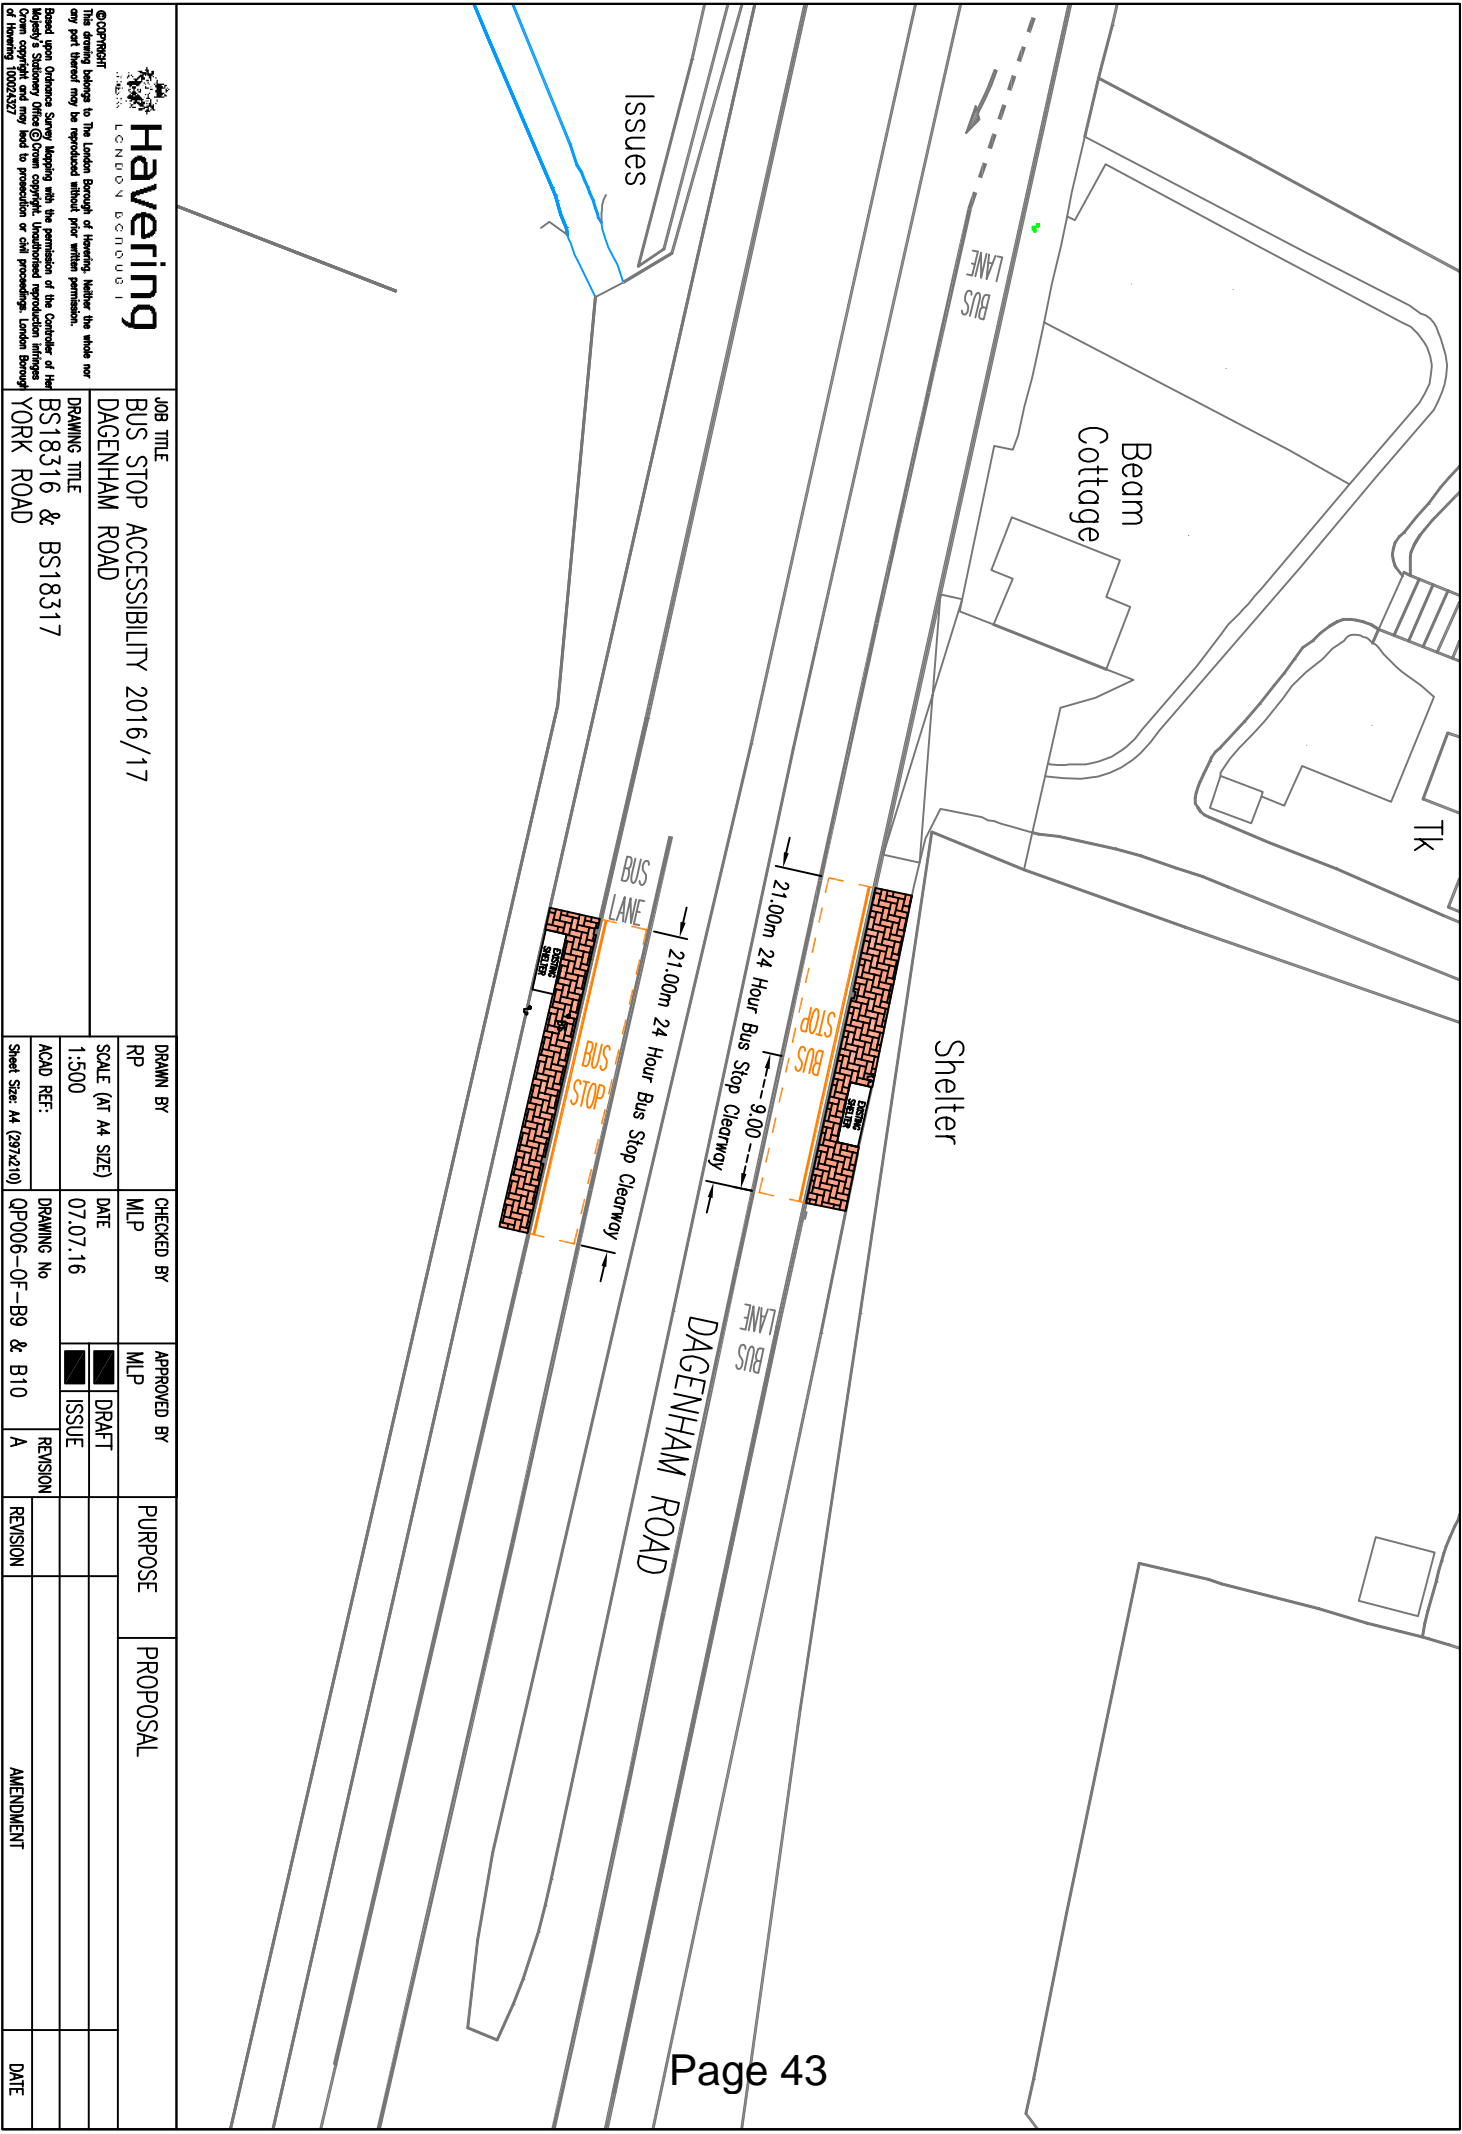 Issues
Beam
Cottage
Tk
Shelter
BUS
LANE
BUS
LANE
BUS
LANE
BUS
STOP
BUS
STOP
EXISTING
SHELTER
EXISTING
SHELTER
21.00m 24 Hour Bus Stop Clearway
9.00
21.00m 24 Hour Bus Stop Clearway
DAGENHAM ROAD
Havering
LONDON BOROUGH
©COPYRIGHT
This drawing belongs to The London Borough of Havering. Neither the whole nor
any part thereof may be reproduced without prior written permission.
Based upon Ordnance Survey Mapping with the permission of the Controller of Her
Majesty's Stationery Office ©Crown copyright. Unauthorised reproduction infringes
Crown copyright and may lead to prosecution or civil proceedings. London Borough
of Havering 100024327
JOB TITLE
BUS STOP ACCESSIBILITY 2016/17
DAGENHAM ROAD
DRAWING TITLE
BS18316 & BS18317
YORK ROAD
DRAWN BY
RP
CHECKED BY
MLP
APPROVED BY
MLP
SCALE (AT A4 SIZE)
1:500
DATE
07.07.16
DRAFT
ISSUE
ACAD REF:
Sheet Size: A4 (297x210)
DRAWING No
QP006-OF-B9 & B10
REVISION
A
PURPOSE
PROPOSAL
REVISION
AMENDMENT
DATE
Page 43